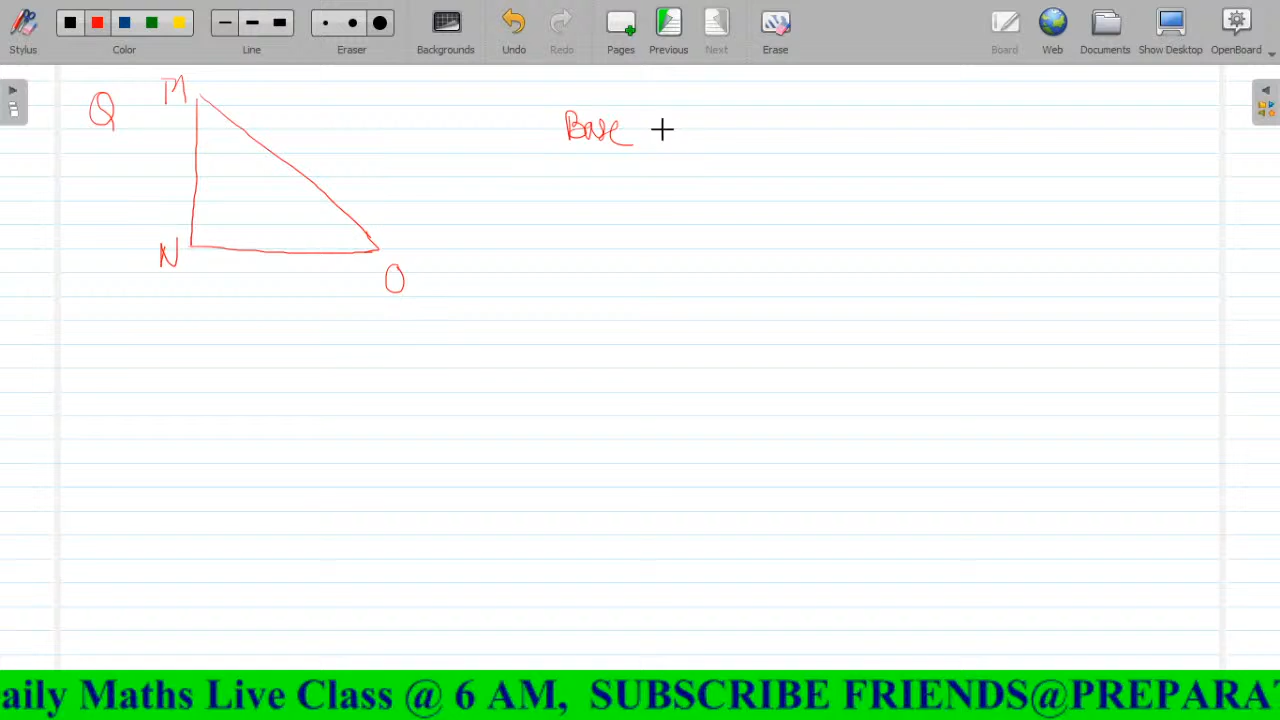 Stylus
Color
Line
Eraser
Backgrounds
Undo
Redo
Pages
Previous
Next
Erase
Board
Web
Documents
Show Desktop
OpenBoard
Q
M
Base
N
O
aily Maths Live Class @ 6 AM, SUBSCRIBE FRIENDS@PREPARAT